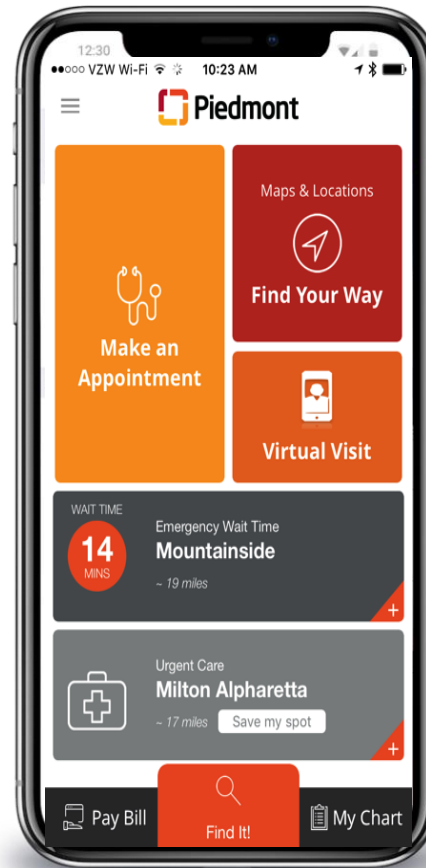 12:30
●●○○○ VZW Wi-Fi 10:23 AM
Piedmont
Make an
Appointment
Maps & Locations
Find Your Way
Virtual Visit
WAIT TIME
14
MINS
Emergency Wait Time
Mountainside
~ 19 miles
+
Urgent Care
Milton Alpharetta
~ 17 miles Save my spot
+
Pay Bill
Find It!
My Chart